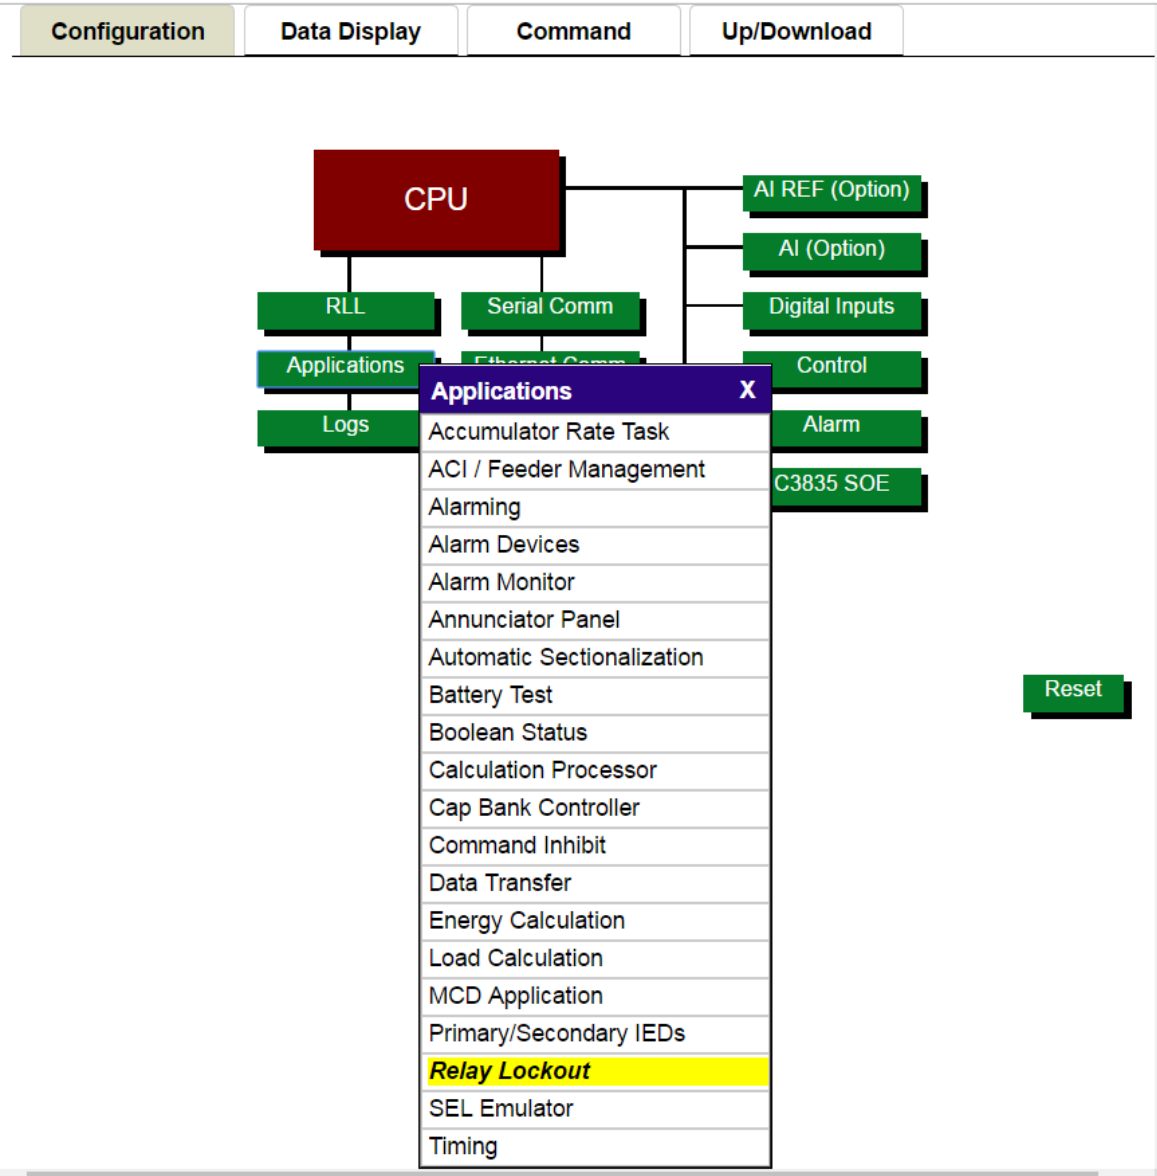 Configuration Data Display Command Up/Download
CPU
AI REF (Option)
AI (Option)
RLL Serial Comm Digital Inputs
Applications Ethernet Comm Control
Logs Alarm
C3835 SOE
Applications X
Accumulator Rate Task
ACI / Feeder Management
Alarming
Alarm Devices
Alarm Monitor
Annunciator Panel
Automatic Sectionalization
Battery Test
Boolean Status
Calculation Processor
Cap Bank Controller
Command Inhibit
Data Transfer
Energy Calculation
Load Calculation
MCD Application
Primary/Secondary IEDs
Relay Lockout
SEL Emulator
Timing
Reset